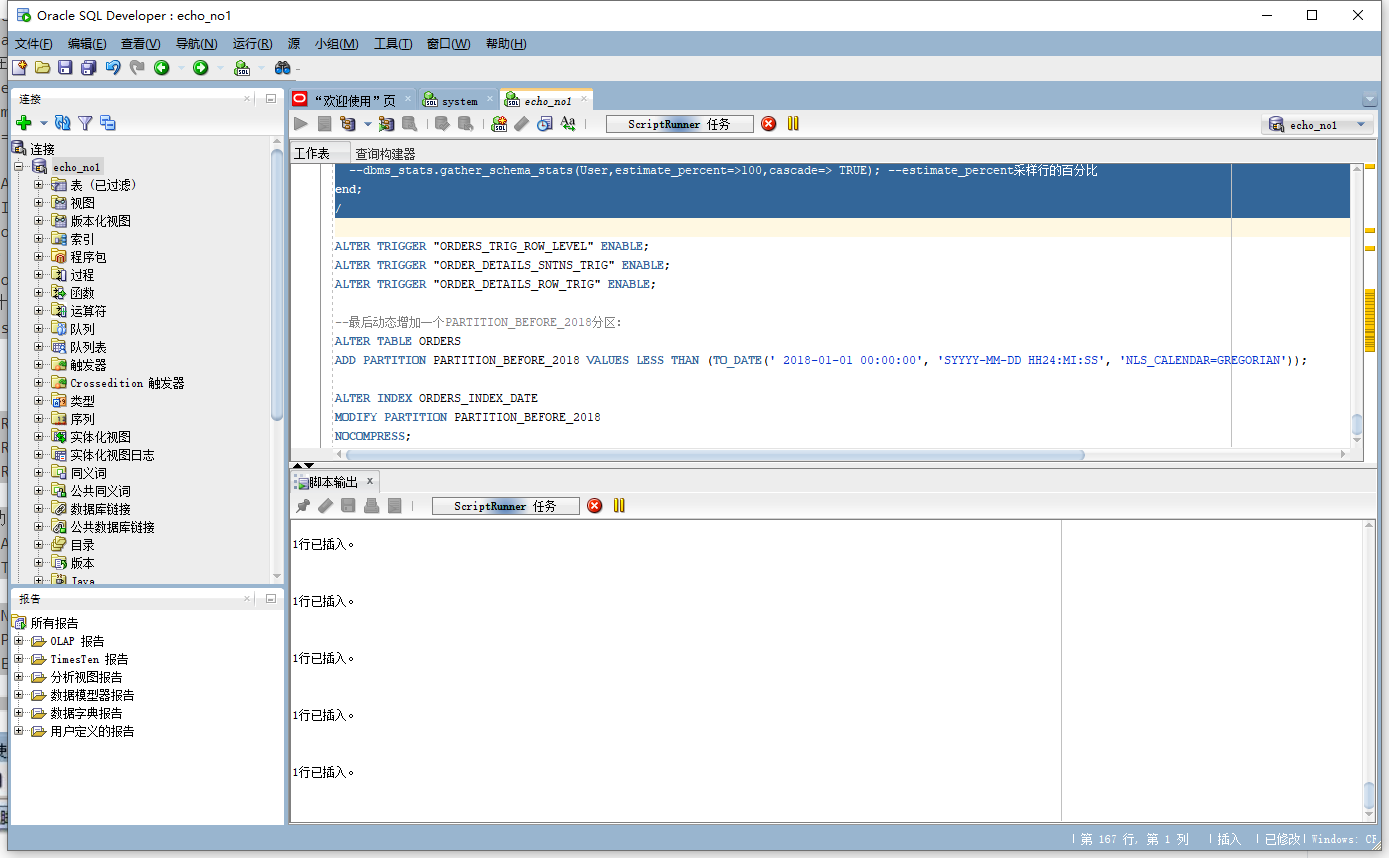 Oracle SQL Developer : echo_no1
文件(F) 编辑(E) 查看(V) 导航(N) 运行(R) 源 小组(M) 工具(T) 窗口(W) 帮助(H)
连接
连接
echo_no1
表 (已过滤)
视图
版本化视图
索引
程序包
过程
函数
运算符
队列
队列表
触发器
Crossedition 触发器
类型
序列
实体化视图
实体化视图日志
同义词
公共同义词
数据库链接
公共数据库链接
目录
版本
Java
报告
所有报告
OLAP 报告
TimesTen 报告
分析视图报告
数据模型器报告
数据字典报告
用户定义的报告
“欢迎使用”页 system echo_no1
ScriptRunner 任务 echo_no1
工作表 查询构建器
--dbms_stats.gather_schema_stats(User,estimate_percent=>100,cascade=> TRUE); --estimate_percent采样行的百分比
end;
/
ALTER TRIGGER "ORDERS_TRIG_ROW_LEVEL" ENABLE;
ALTER TRIGGER "ORDER_DETAILS_SNTNS_TRIG" ENABLE;
ALTER TRIGGER "ORDER_DETAILS_ROW_TRIG" ENABLE;
--最后动态增加一个PARTITION_BEFORE_2018分区:
ALTER TABLE ORDERS
ADD PARTITION PARTITION_BEFORE_2018 VALUES LESS THAN (TO_DATE(' 2018-01-01 00:00:00', 'SYYYY-MM-DD HH24:MI:SS', 'NLS_CALENDAR=GREGORIAN'));
ALTER INDEX ORDERS_INDEX_DATE
MODIFY PARTITION PARTITION_BEFORE_2018
NOCOMPRESS;
脚本输出
ScriptRunner 任务
1行已插入。
1行已插入。
1行已插入。
1行已插入。
1行已插入。
第 167 行, 第 1 列 插入 已修改 Windows: CR